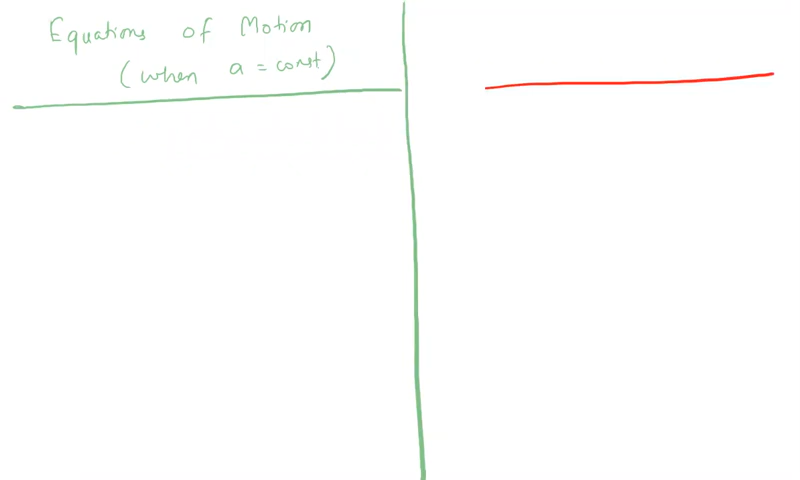 Equations of Motion
(when a = const)